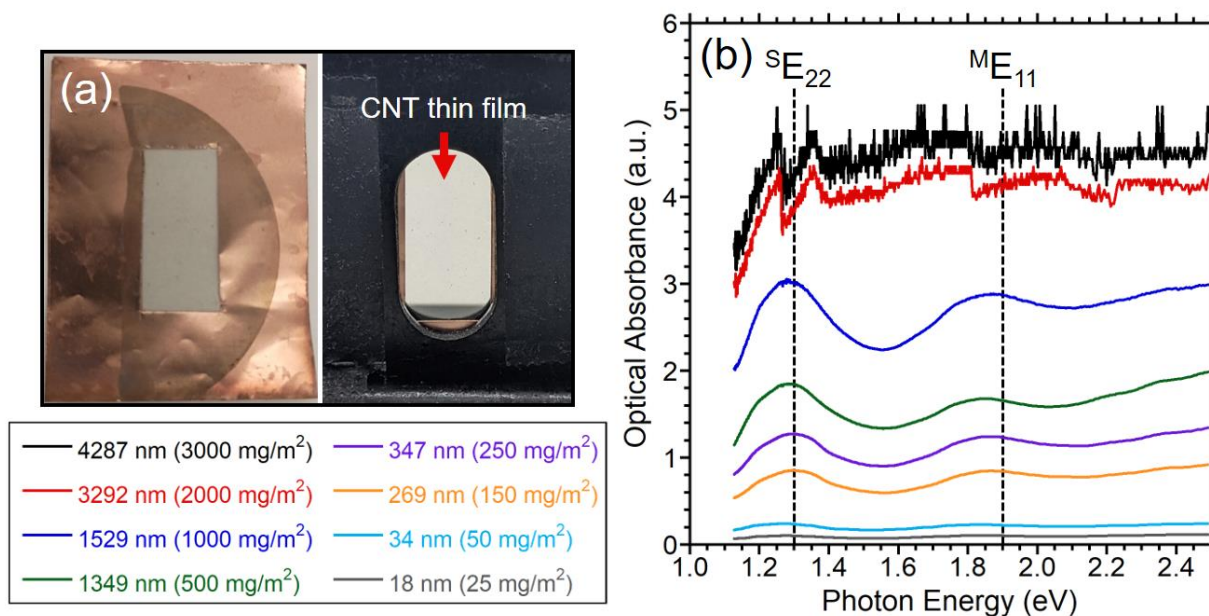 (a)
CNT thin film
4287 nm (3000 mg/m²)
3292 nm (2000 mg/m²)
1529 nm (1000 mg/m²)
1349 nm (500 mg/m²)
347 nm (250 mg/m²)
269 nm (150 mg/m²)
34 nm (50 mg/m²)
18 nm (25 mg/m²)
(b)
ˢE₂₂
ᴹE₁₁
Optical Absorbance (a.u.)
6
5
4
3
2
1
0
1.0 1.2 1.4 1.6 1.8 2.0 2.2 2.4
Photon Energy (eV)